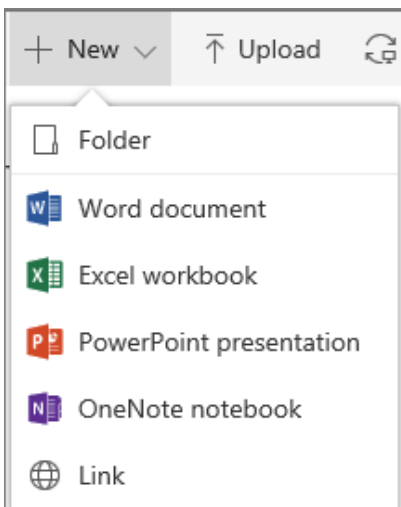 New Upload
Folder
Word document
Excel workbook
PowerPoint presentation
OneNote notebook
Link